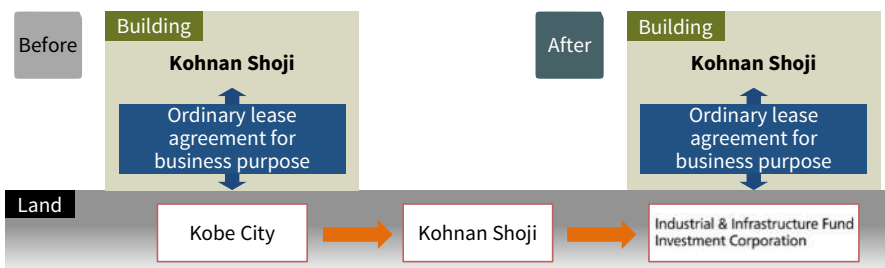 Before
Building
Kohnan Shoji
Ordinary lease
agreement for
business purpose
After
Building
Kohnan Shoji
Ordinary lease
agreement for
business purpose
Land
Kobe City
Kohnan Shoji
Industrial & Infrastructure Fund
Investment Corporation